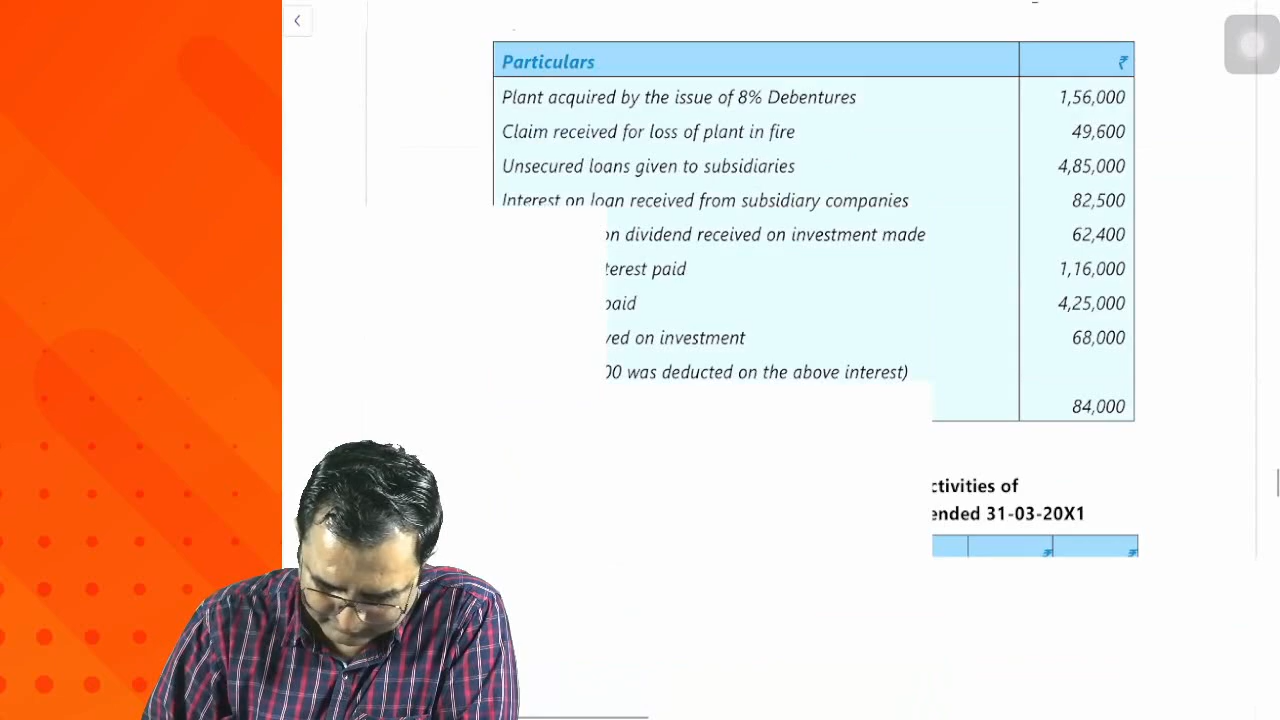 Particulars ₹
Plant acquired by the issue of 8% Debentures 1,56,000
Claim received for loss of plant in fire 49,600
Unsecured loans given to subsidiaries 4,85,000
Interest on loan received from subsidiary companies 82,500
on dividend received on investment made 62,400
terest paid 1,16,000
paid 4,25,000
ved on investment 68,000
00 was deducted on the above interest)
84,000
ctivities of
ended 31-03-20X1
₹ ₹